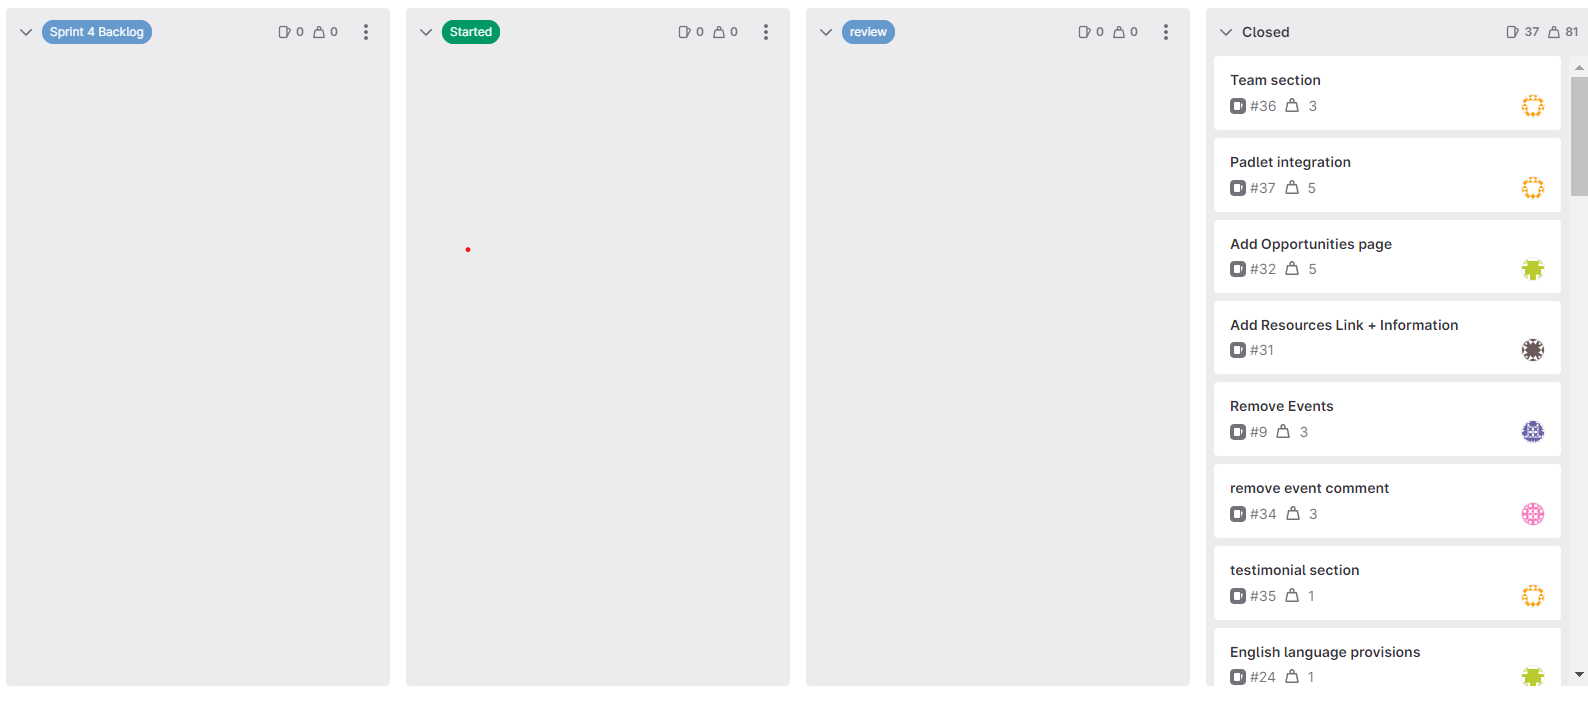 Sprint 4 Backlog 0 0
Started 0 0
review 0 0
Closed 37 81
Team section
#36 3
Padlet integration
#37 5
Add Opportunities page
#32 5
Add Resources Link + Information
#31
Remove Events
#9 3
remove event comment
#34 3
testimonial section
#35 1
English language provisions
#24 1